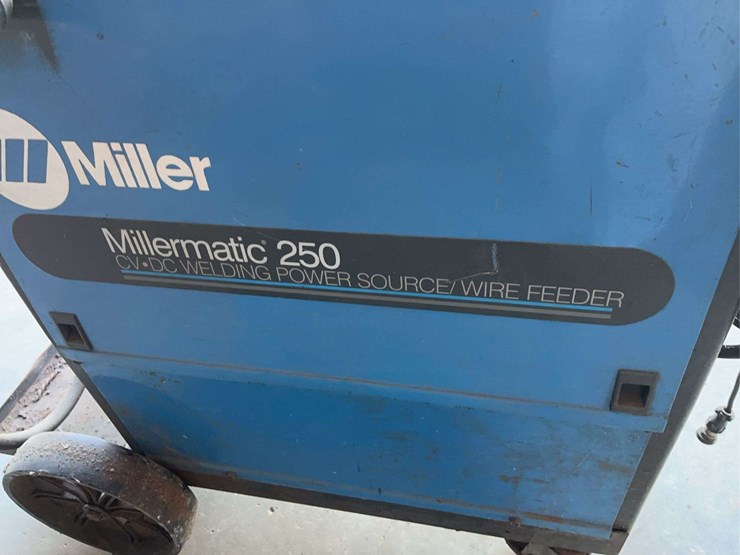 Miller
Millermatic® 250
CV•DC WELDING POWER SOURCE/ WIRE FEEDER